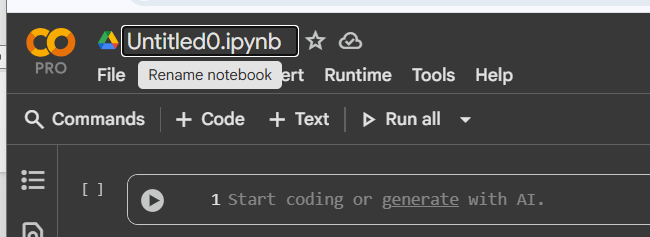 Untitled0.ipynb
PRO
File Rename notebook ert Runtime Tools Help
Commands + Code + Text Run all
[ ] 1 Start coding or generate with AI.